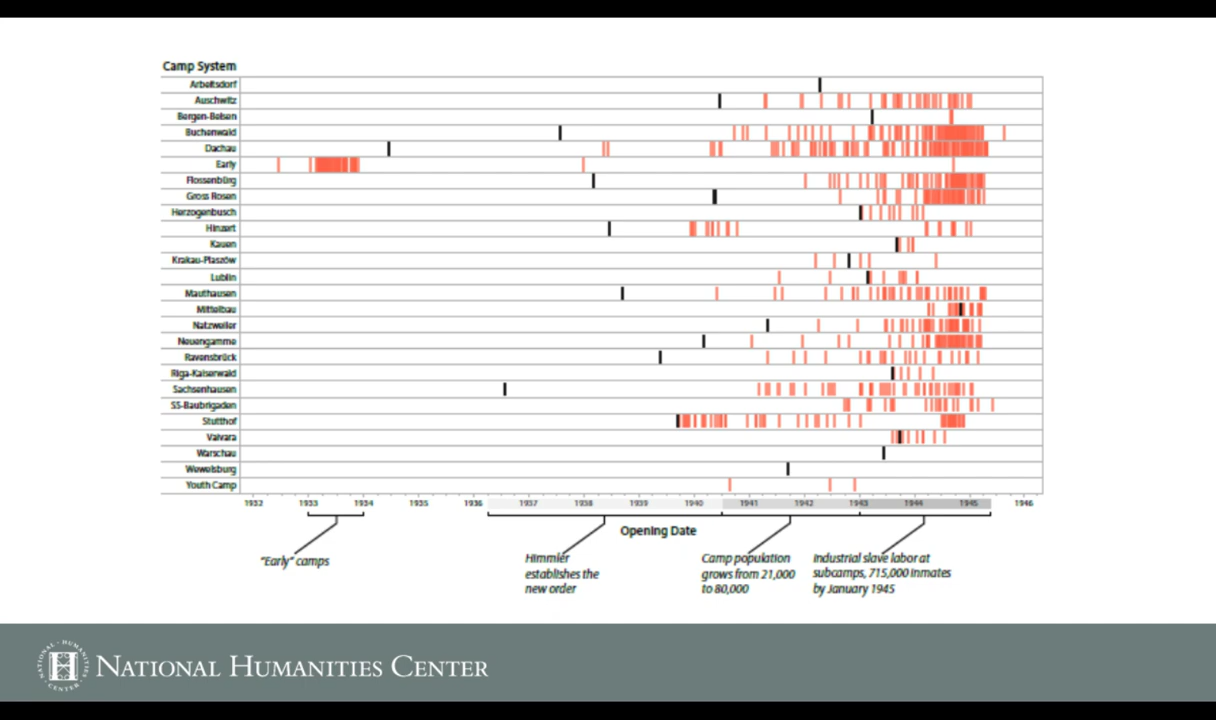 Camp System
Arbeitsdorf
Auschwitz
Bergen-Belsen
Buchenwald
Dachau
Early
Flossenbürg
Gross Rosen
Herzogenbusch
Hinzert
Kauen
Krakau-Plaszów
Lublin
Mauthausen
Mittelbau
Natzweiler
Neuengamme
Ravensbrück
Riga-Kaiserwald
Sachsenhausen
SS-Baubrigaden
Stutthof
Vaivara
Warschau
Wewelsburg
Youth Camp
1932 1933 1934 1935 1936 1937 1938 1939 1940 1941 1942 1943 1944 1945 1946
Opening Date
"Early" camps
Himmler
establishes the
new order
Camp population
grows from 21,000
to 80,000
Industrial slave labor at
subcamps, 715,000 inmates
by January 1945
NATIONAL · HUMANITIES · CENTER
H
NATIONAL HUMANITIES CENTER